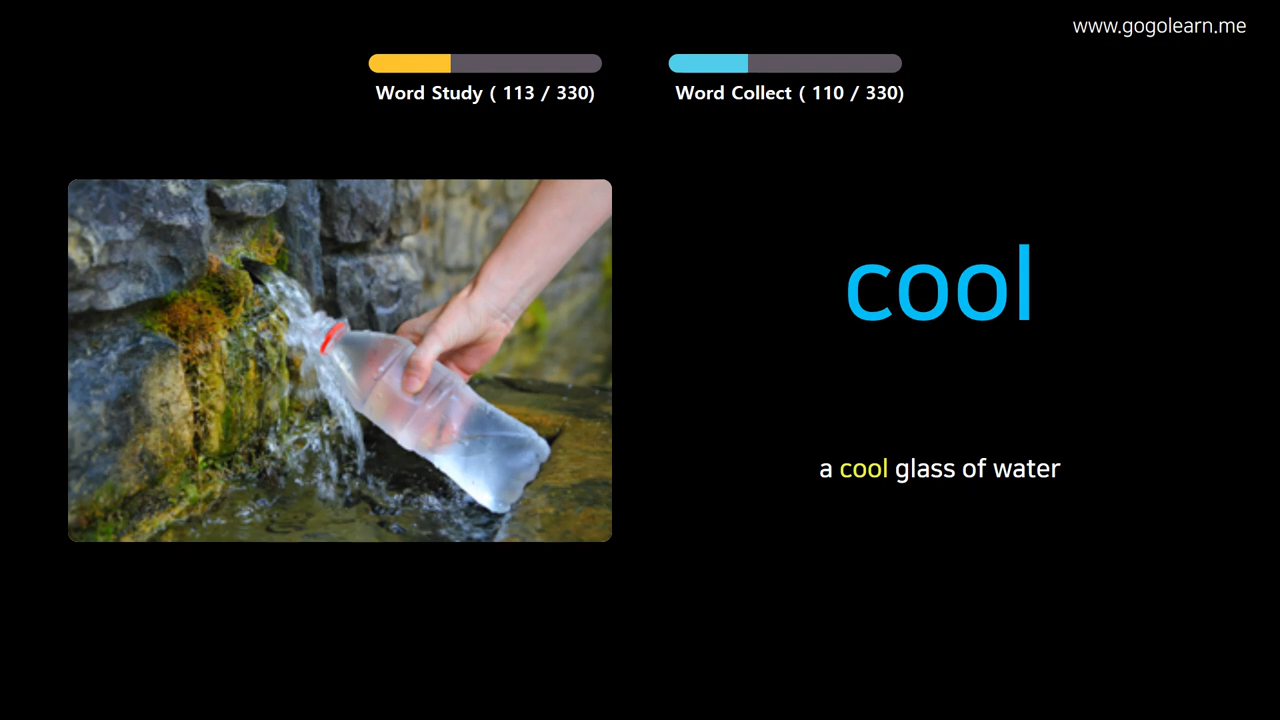 www.gogolearn.me
Word Study ( 113 / 330)
Word Collect ( 110 / 330)
cool
a cool glass of water